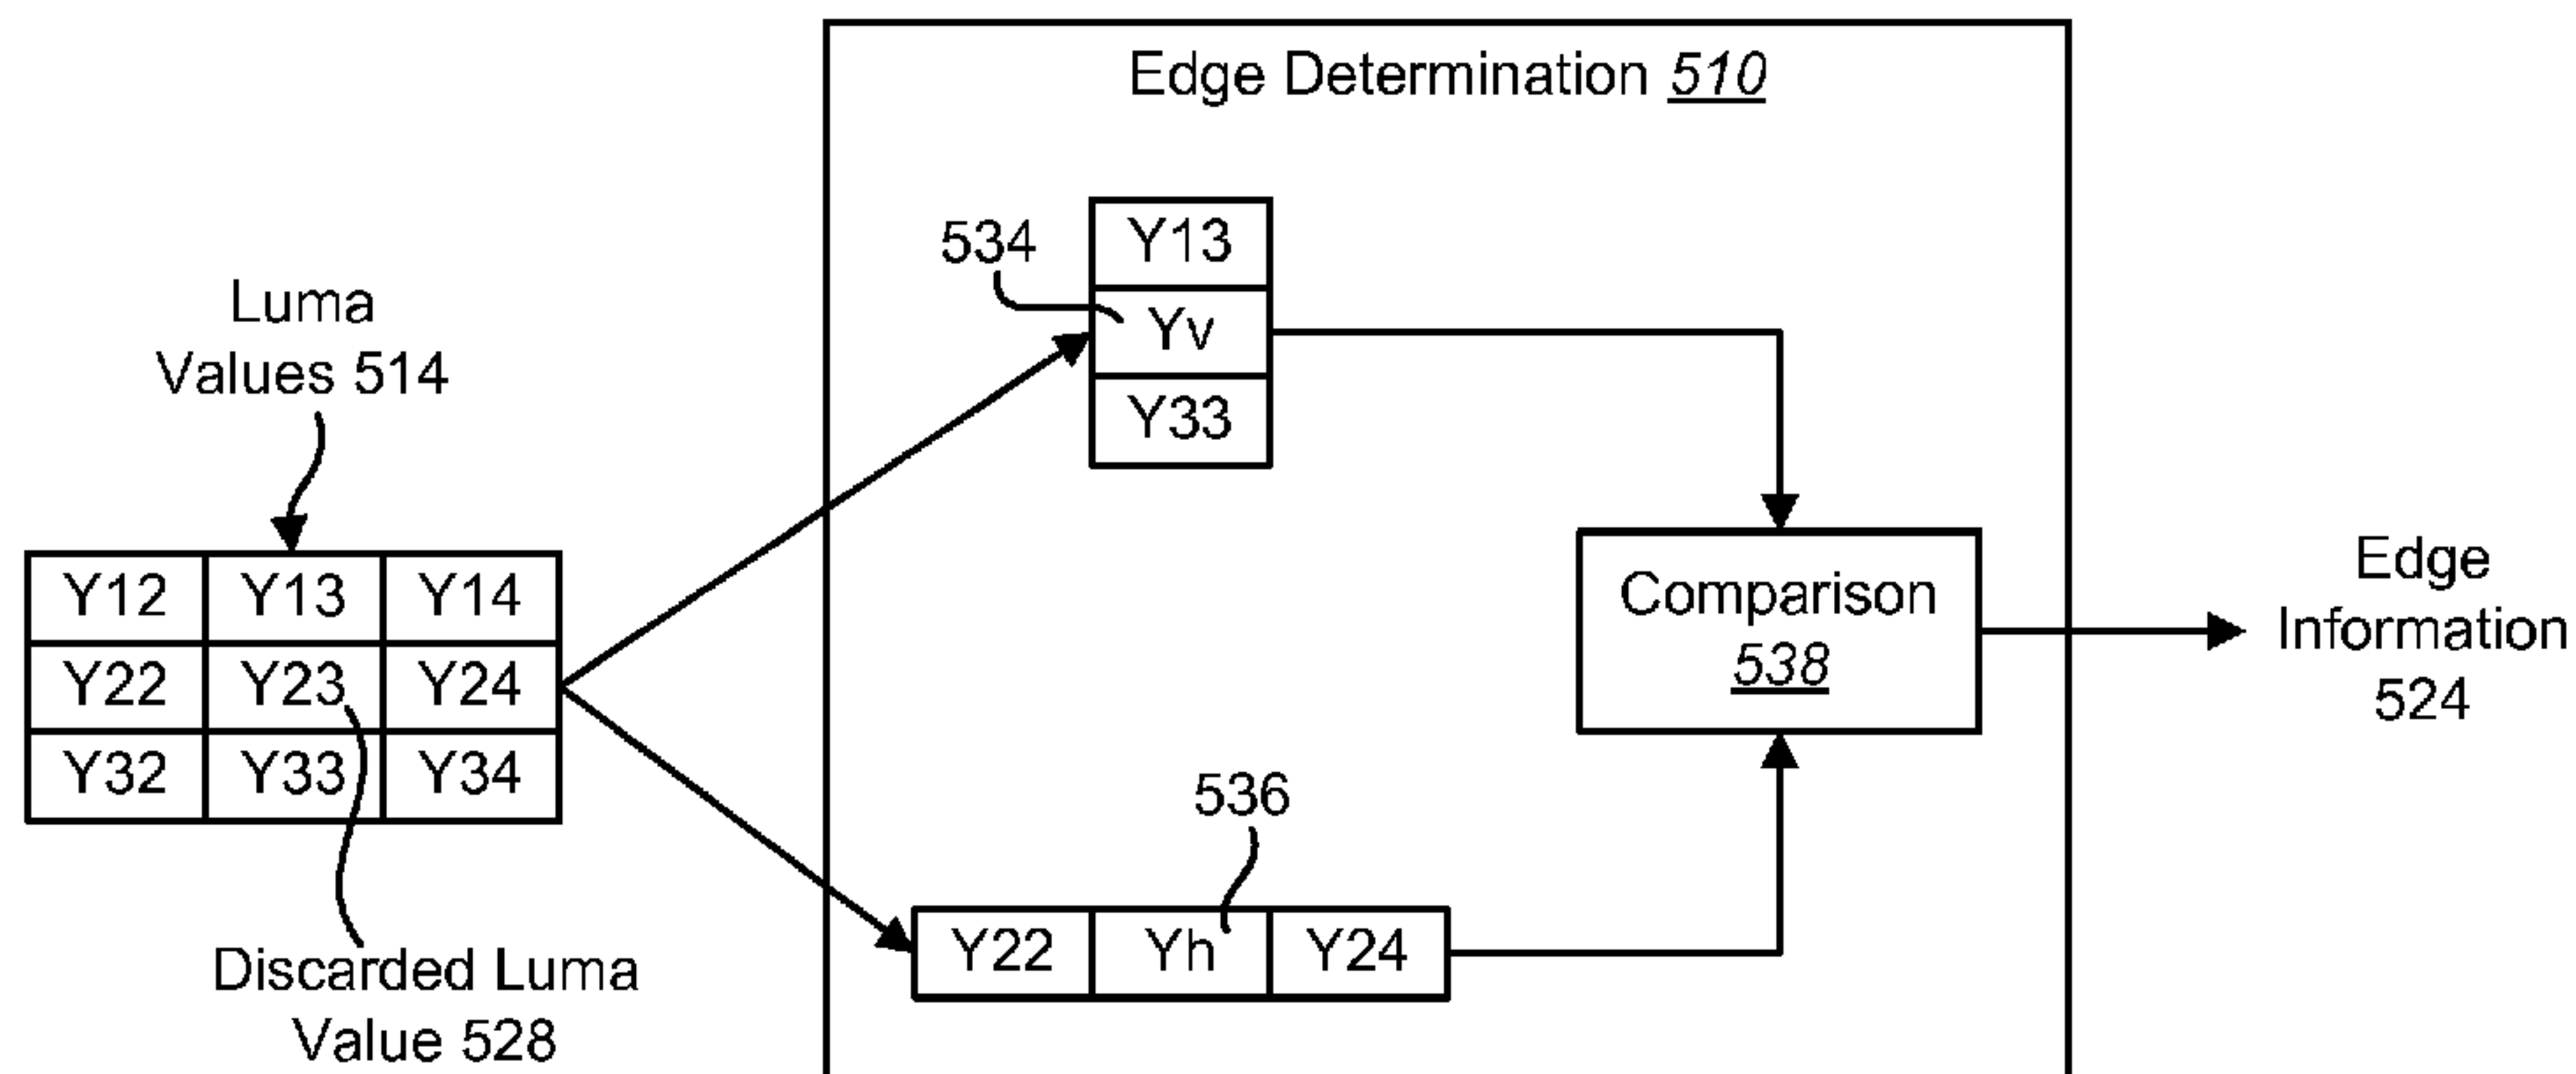 Edge Determination 510
534
Y13
Yv
Y33
Luma
Values 514
Y12 Y13 Y14
Y22 Y23 Y24
Y32 Y33 Y34
Discarded Luma
Value 528
536
Y22 Yh Y24
Comparison
538
Edge
Information
524